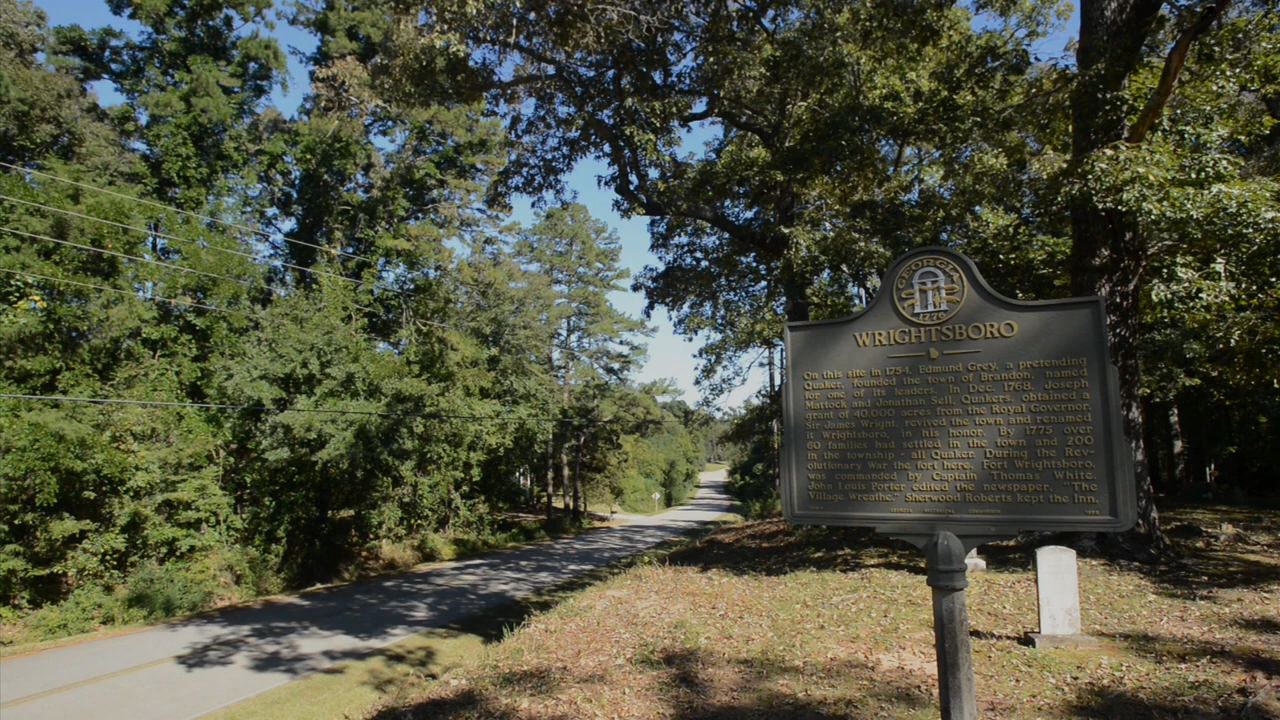 GEORGIA
1776
WRIGHTSBORO
On this site in 1754, Edmund Grey, a pretending
Quaker, founded the town of Brandon, named
for one of its leaders. In Dec. 1768, Joseph
Mattock and Jonathan Sell, Quakers, obtained a
grant of 40,000 acres from the Royal Governor,
Sir James Wright, revived the town and renamed
it Wrightsboro, in his honor. By 1775 over
60 families had settled in the town and 200
in the township - all Quaker. During the Rev-
olutionary War the fort here, Fort Wrightsboro,
was commanded by Captain Thomas White.
John Louis Porter edited the newspaper, "The
Village Wreathe." Sherwood Roberts kept the Inn.
GEORGIA HISTORICAL COMMISSION